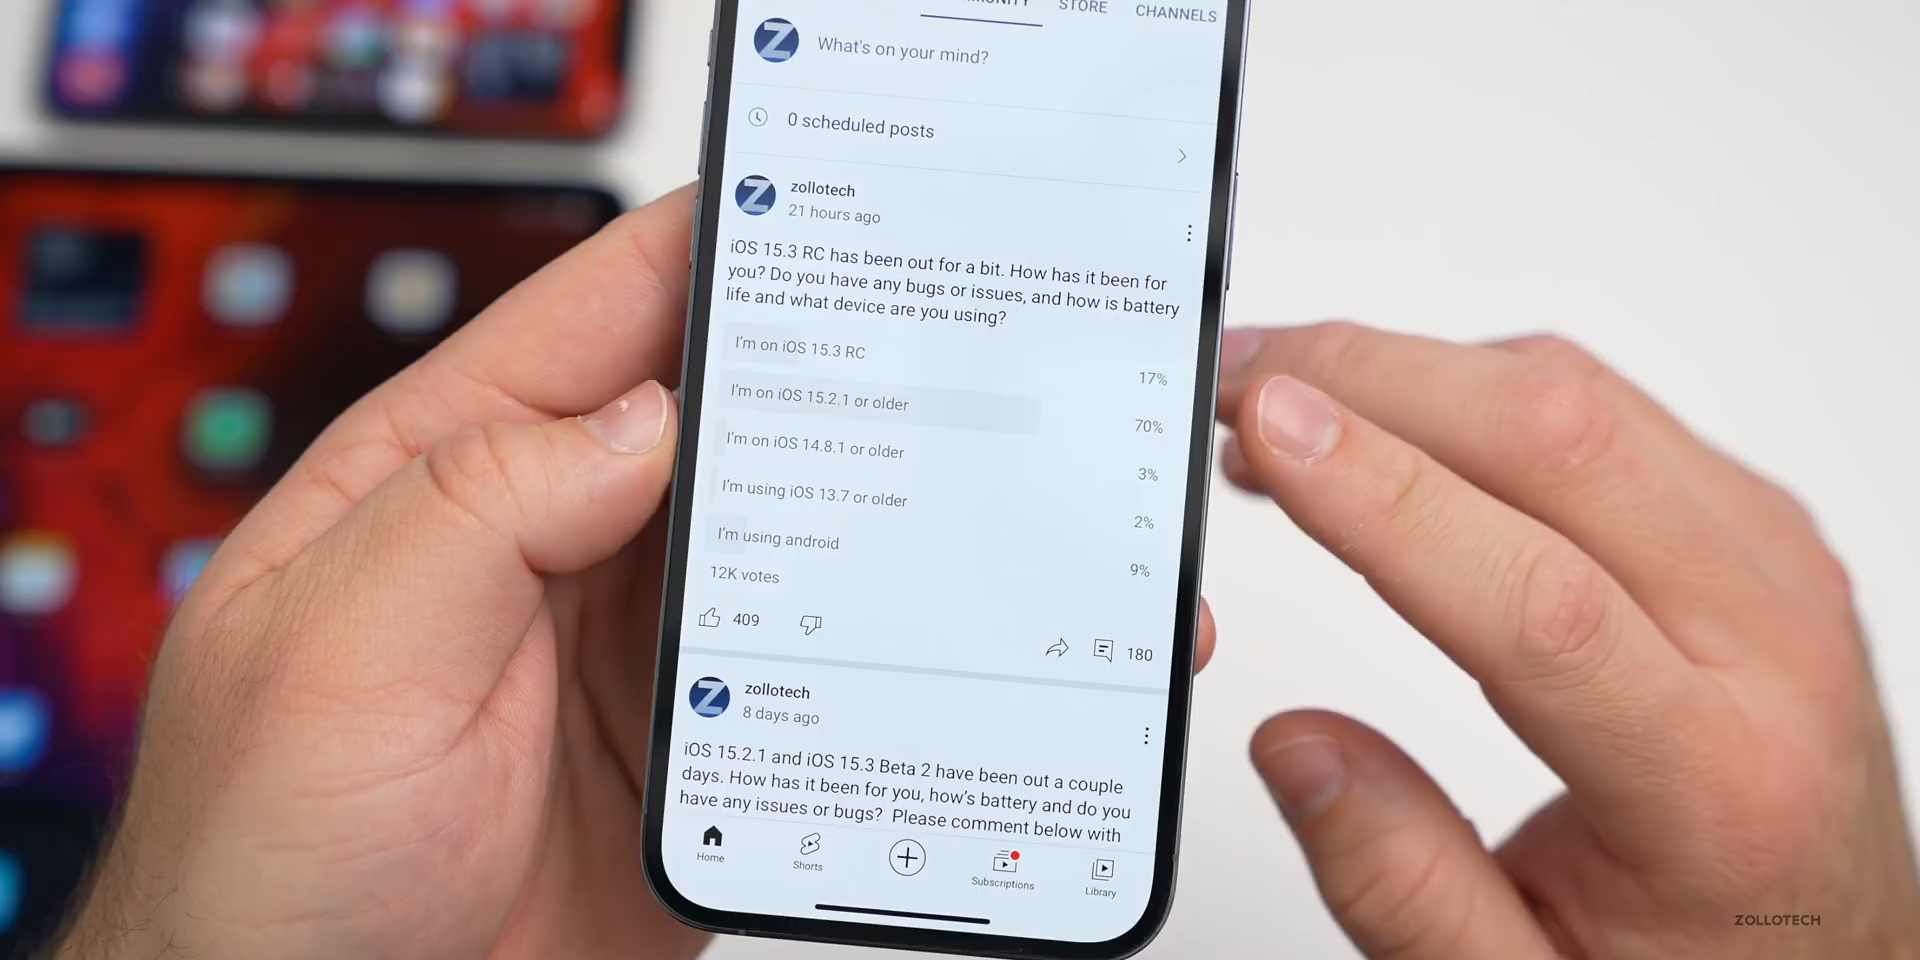 STORE
CHANNELS
What's on your mind?
0 scheduled posts
zollotech
21 hours ago
iOS 15.3 RC has been out for a bit. How has it been for
you? Do you have any bugs or issues, and how is battery
life and what device are you using?
I'm on iOS 15.3 RC
17%
I'm on iOS 15.2.1 or older
70%
I'm on iOS 14.8.1 or older
3%
I'm using iOS 13.7 or older
2%
I'm using android
9%
12K votes
409
180
zollotech
8 days ago
iOS 15.2.1 and iOS 15.3 Beta 2 have been out a couple
days. How has it been for you, how's battery and do you
have any issues or bugs? Please comment below with
Home
Shorts
Subscriptions
Library
ZOLLOTECH